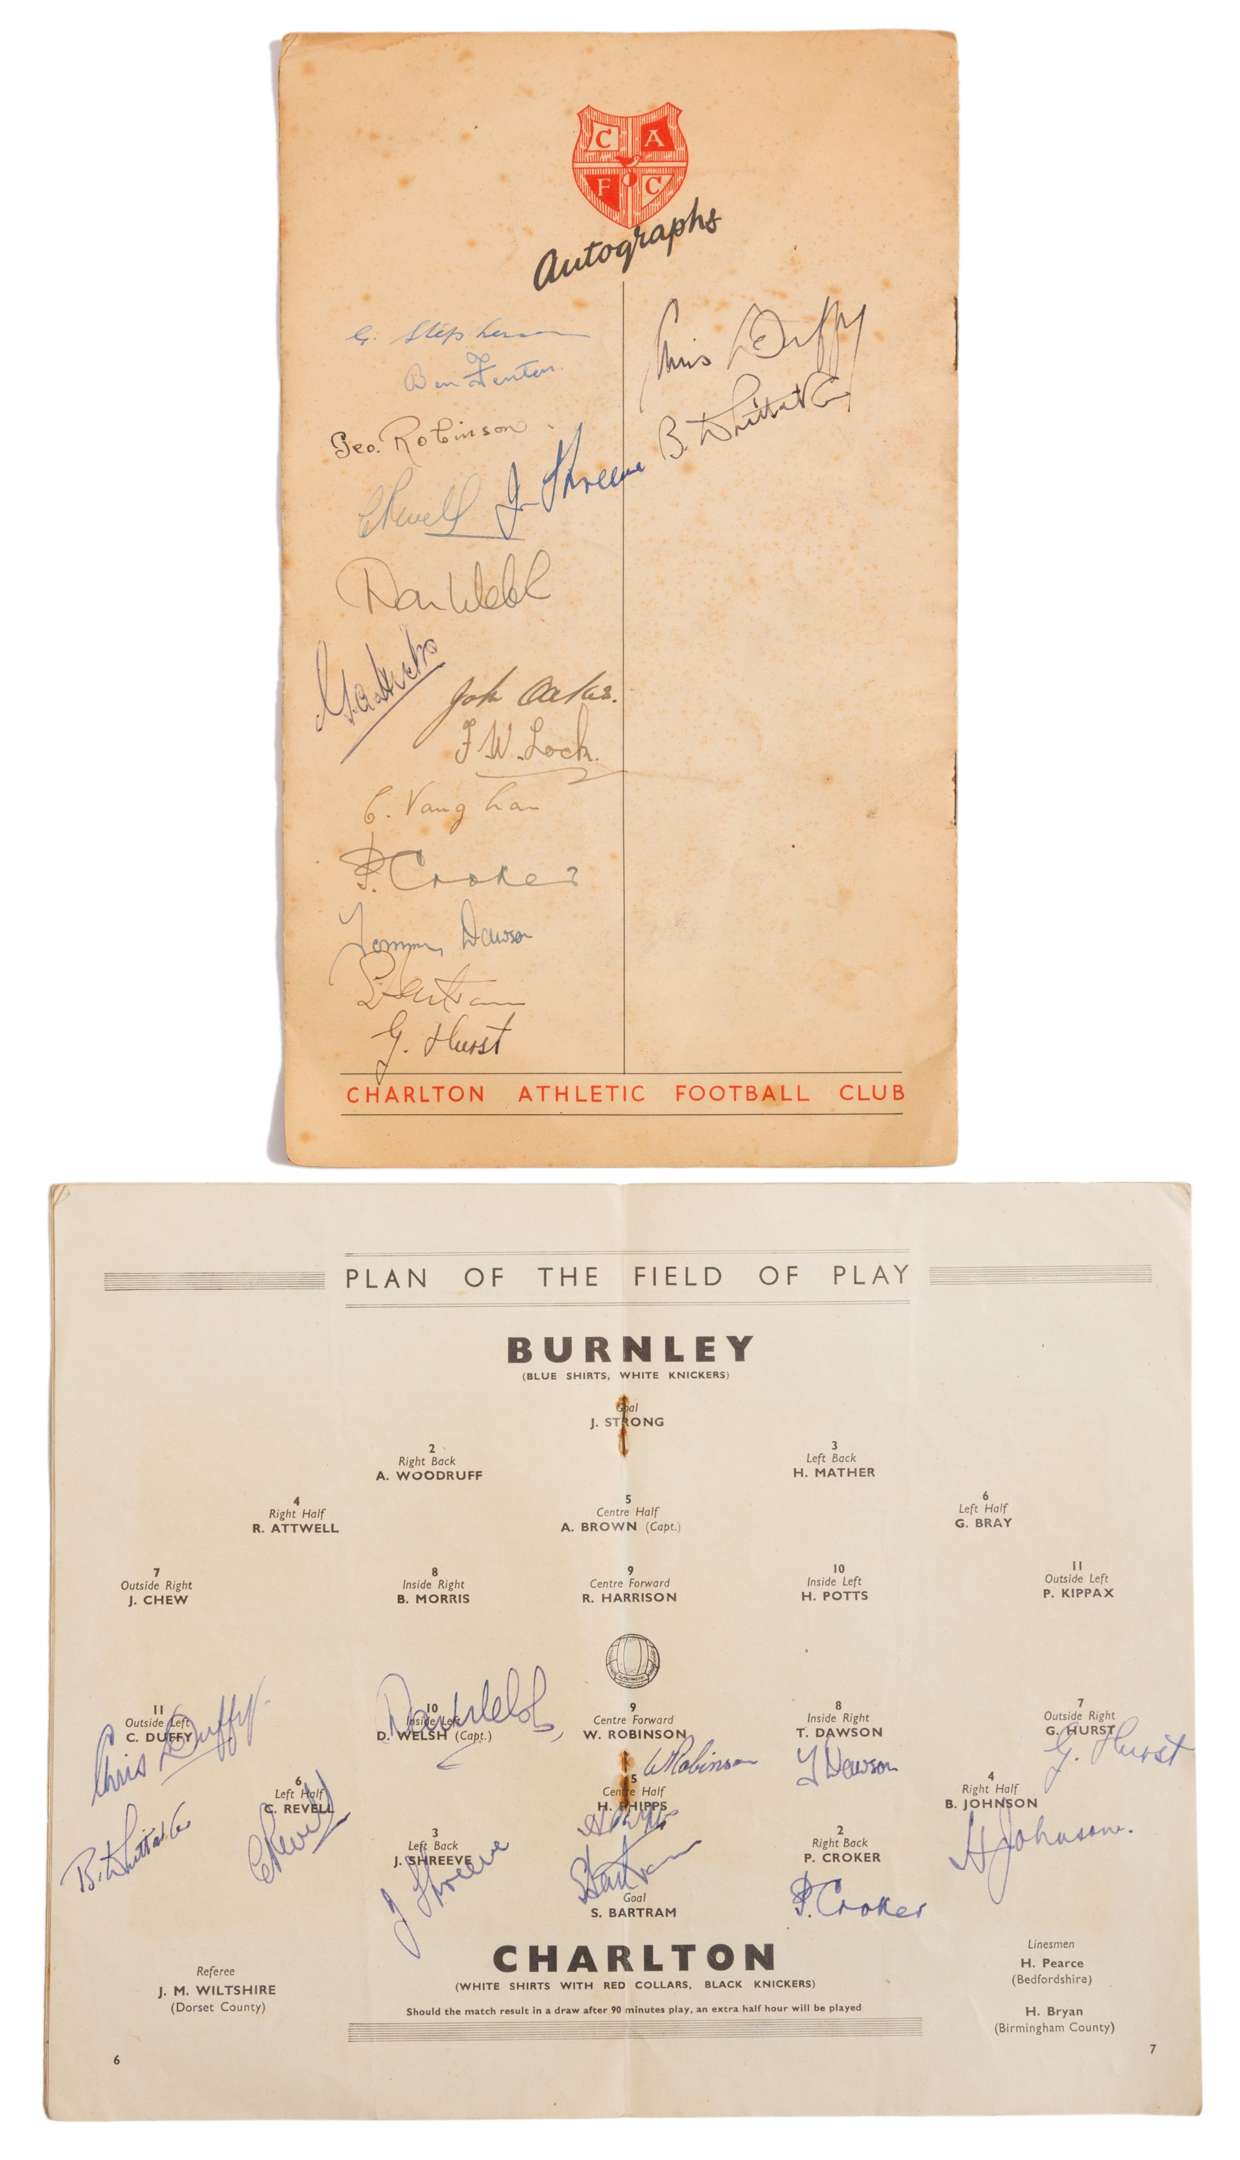 C A
F C
Autographs
G. Stephenson
Chris Duffy
Ben Fenton.
B. Whittaker
Geo. Robinson.
C Revell J. Shreeve
Don Welsh
John Oakes.
F W. Lock.
C. Vaughan
P. Croker
Tommy Dawson
S Bartram
G. Hurst
CHARLTON ATHLETIC FOOTBALL CLUB
PLAN OF THE FIELD OF PLAY
BURNLEY
(BLUE SHIRTS, WHITE KNICKERS)
Goal
J. STRONG
2
Right Back
A. WOODRUFF
3
Left Back
H. MATHER
4
Right Half
R. ATTWELL
5
Centre Half
A. BROWN (Capt.)
6
Left Half
G. BRAY
7
Outside Right
J. CHEW
8
Inside Right
B. MORRIS
9
Centre Forward
R. HARRISON
10
Inside Left
H. POTTS
11
Outside Left
P. KIPPAX
11
Outside Left
C. DUFFY
Chris Duffy
10
Inside Left
D. WELSH (Capt.)
Don Welsh
9
Centre Forward
W. ROBINSON
W Robinson
8
Inside Right
T. DAWSON
T Dawson
7
Outside Right
G. HURST
G. Hurst
B. Whittaker
6
Left Half
C. REVELL
C Revell
5
Centre Half
H. PHIPPS
H Phipps
4
Right Half
B. JOHNSON
H Johnson.
3
Left Back
J. SHREEVE
J Shreeve
2
Right Back
P. CROKER
P. Croker
S Bartram
Goal
S. BARTRAM
CHARLTON
(WHITE SHIRTS WITH RED COLLARS, BLACK KNICKERS)
Should the match result in a draw after 90 minutes play, an extra half hour will be played
Referee
J. M. WILTSHIRE
(Dorset County)
Linesmen
H. Pearce
(Bedfordshire)
H. Bryan
(Birmingham County)
6
7